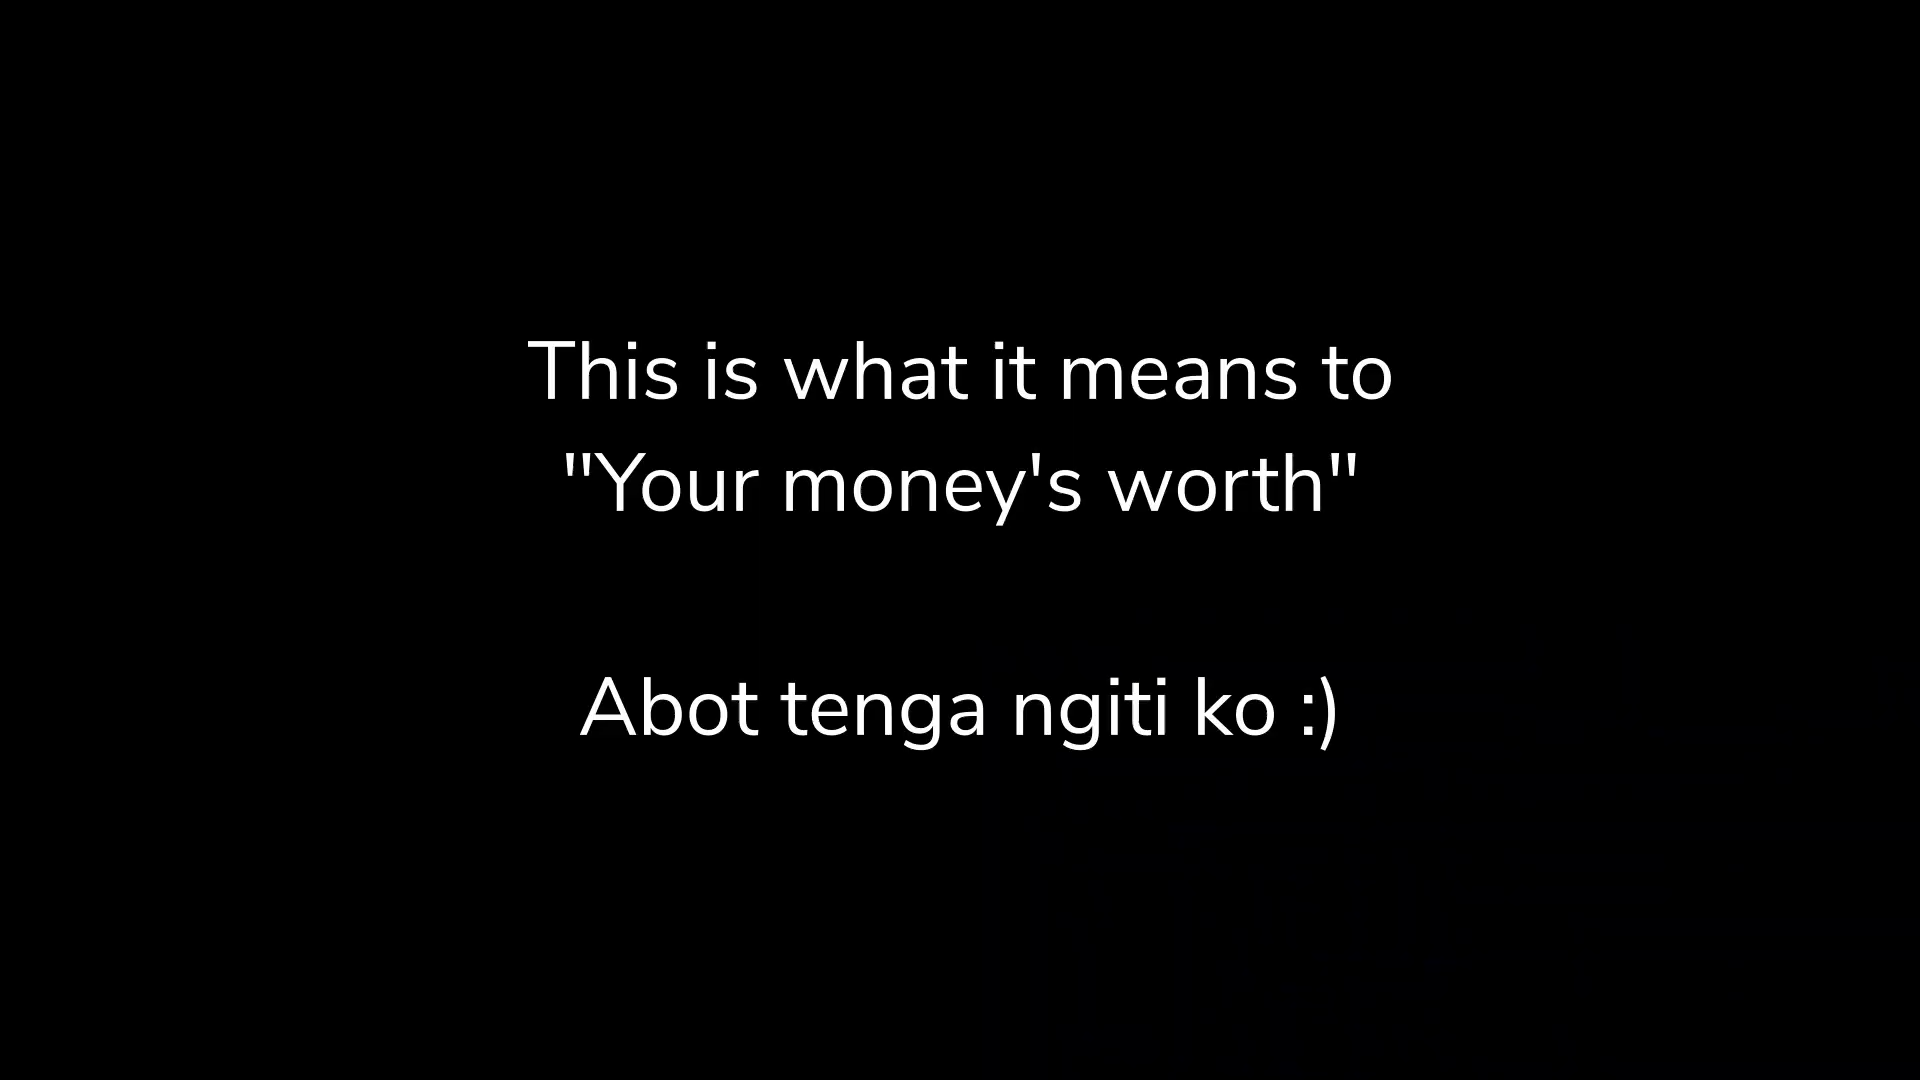 This is what it means to
"Your money's worth"
Abot tenga ngiti ko :)